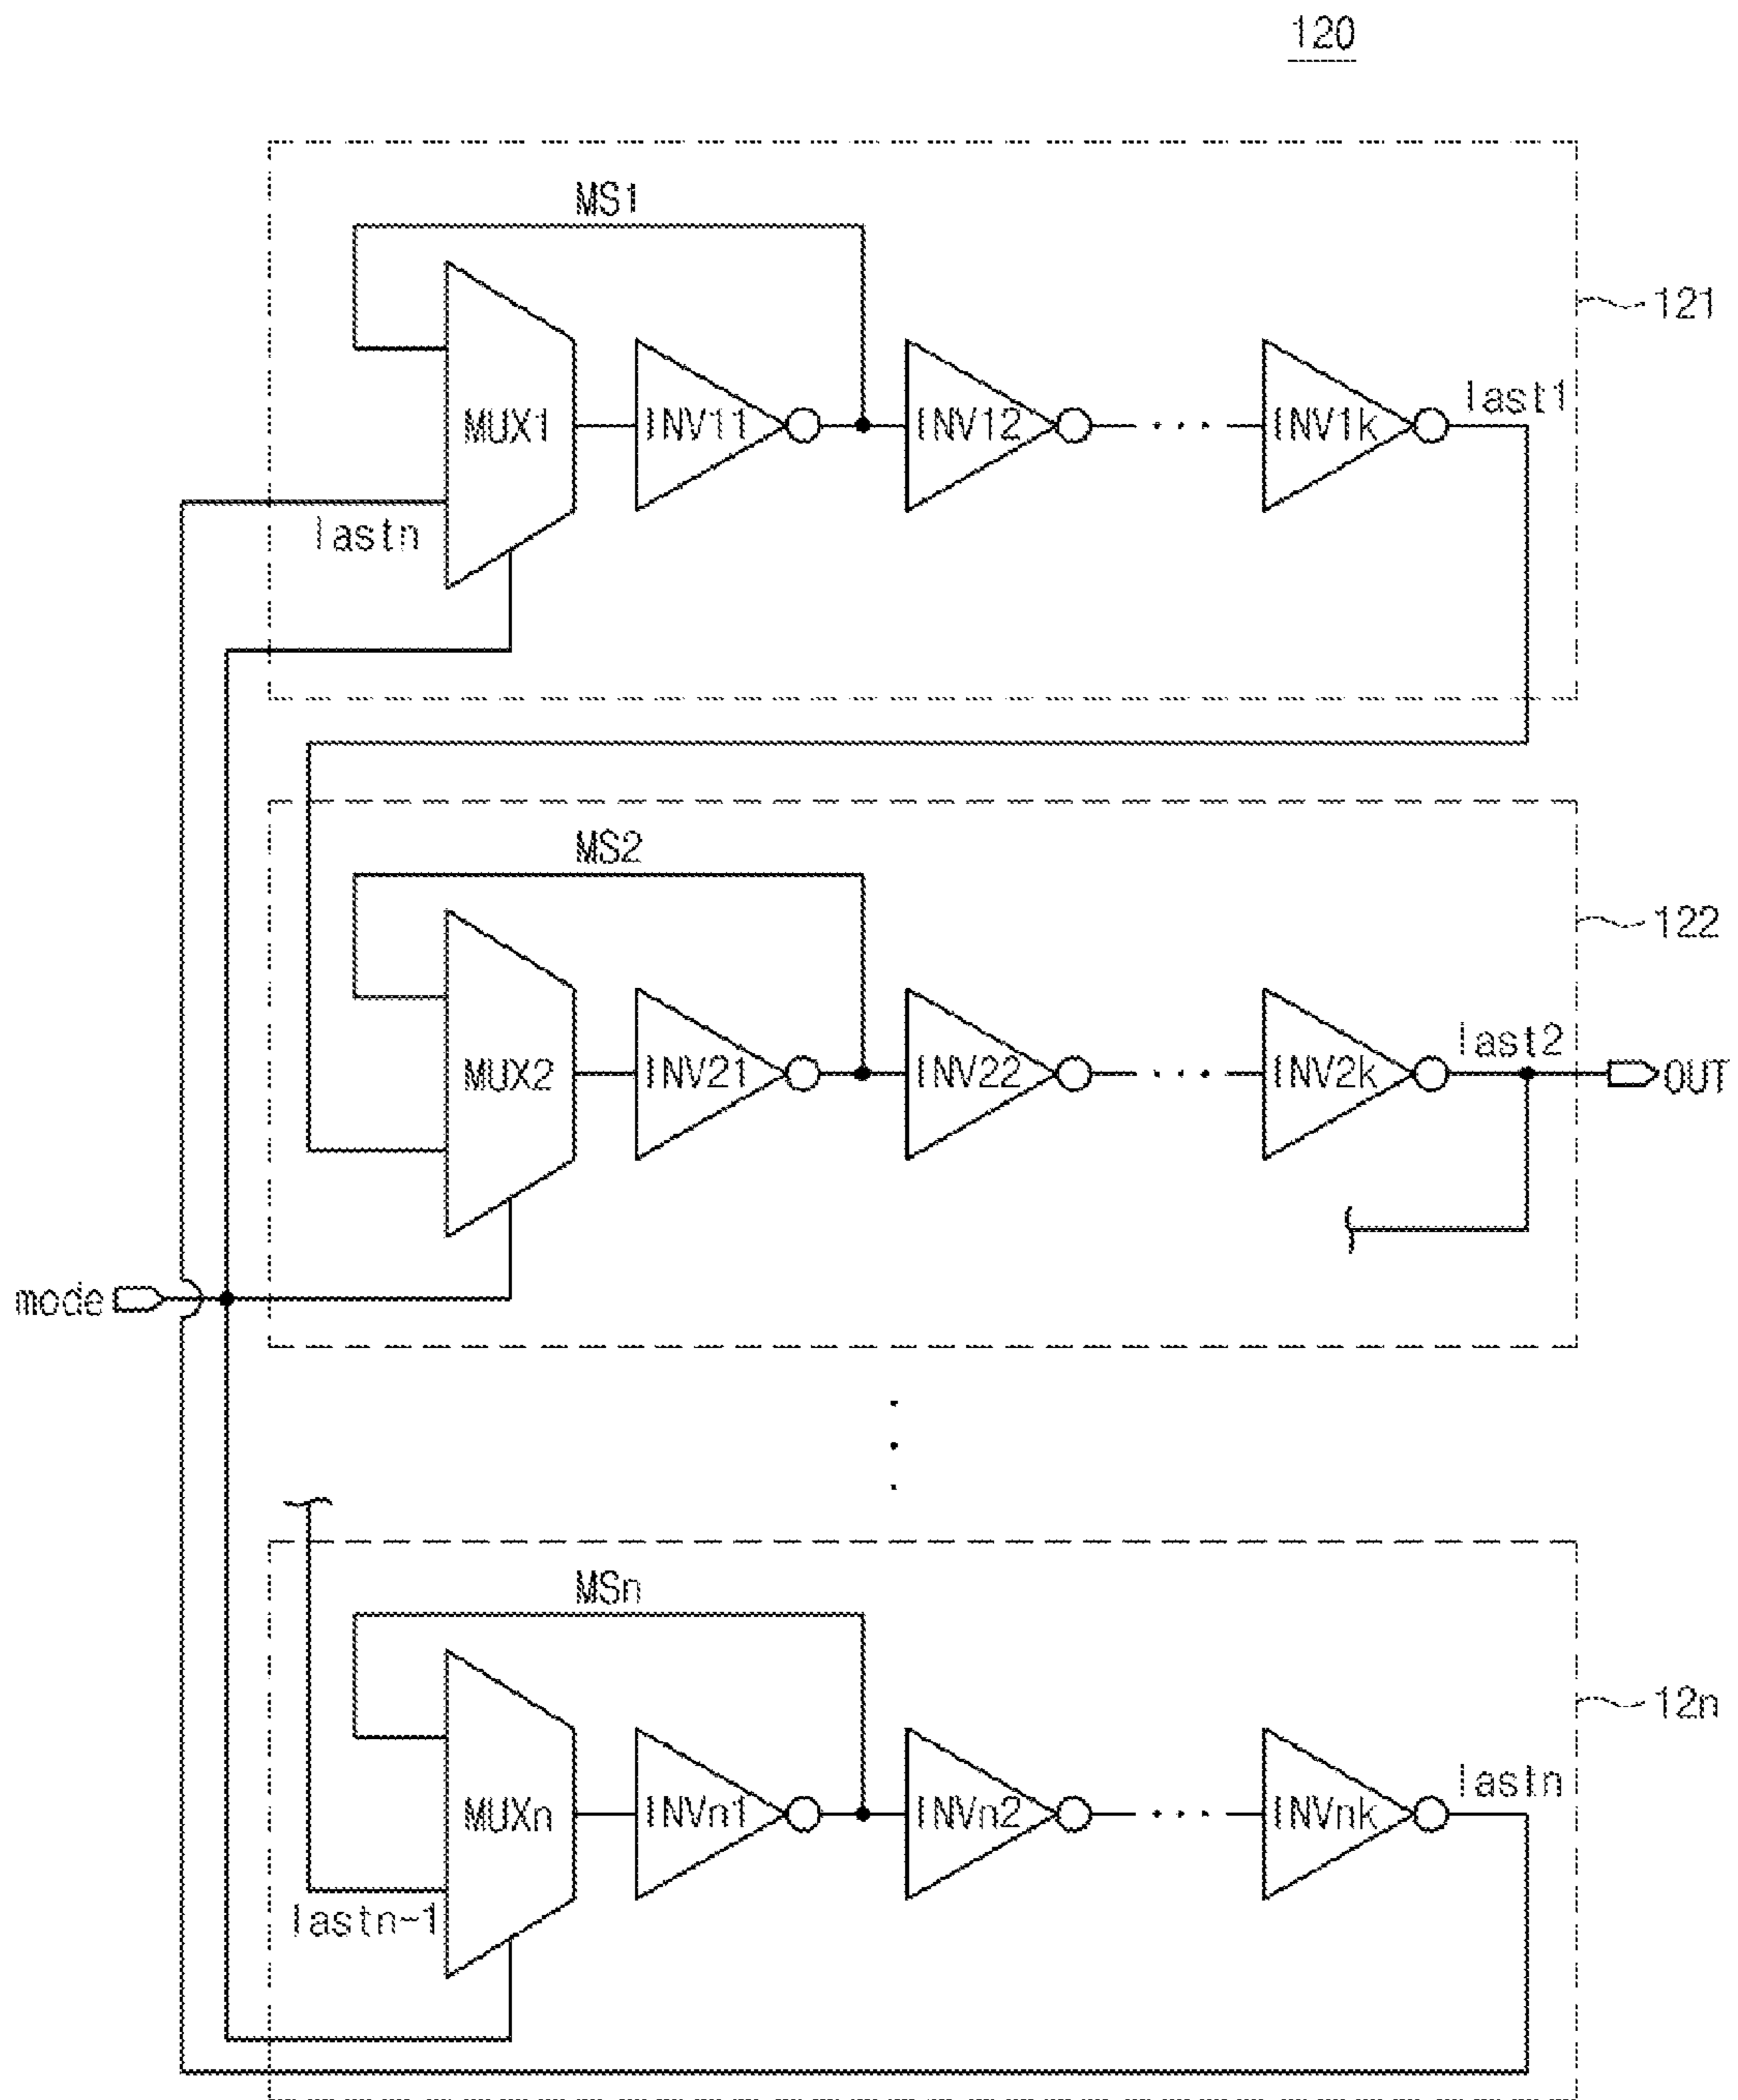 120
MS1
121
MUX1 INV11 INV12 ... INV1k last1
lastn
MS2
122
MUX2 INV21 INV22 ... INV2k last2 OUT
mode
MSn
12n
MUXn INVn1 INVn2 ... INVnk lastn
lastn-1